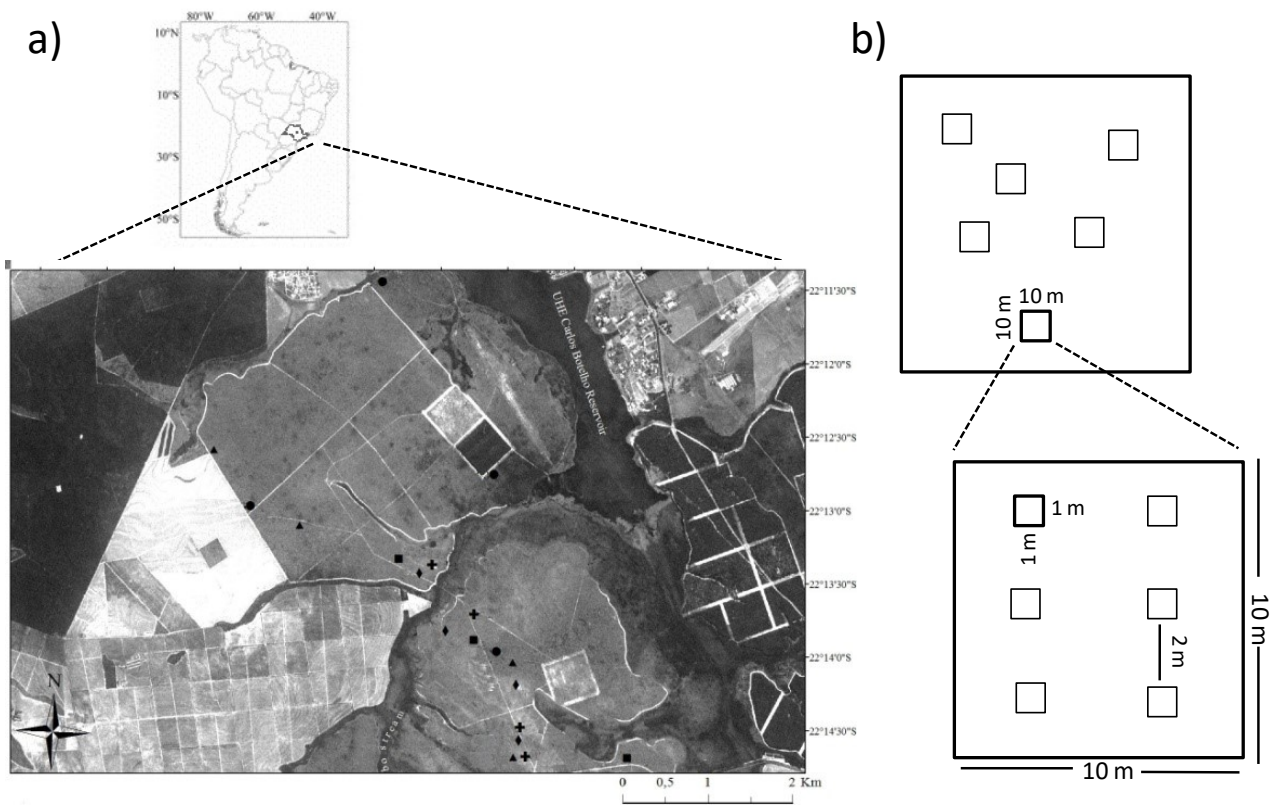 a)
80°W 60°W 40°W
10°N
10°S
30°S
50°S
UHE Carlos Botelho Reservoir
22°11'30"S
22°12'0"S
22°12'30"S
22°13'0"S
22°13'30"S
22°14'0"S
22°14'30"S
N
bo stream
0 0,5 1 2 Km
b)
10 m
10 m
1 m
1 m
2 m
10 m
10 m